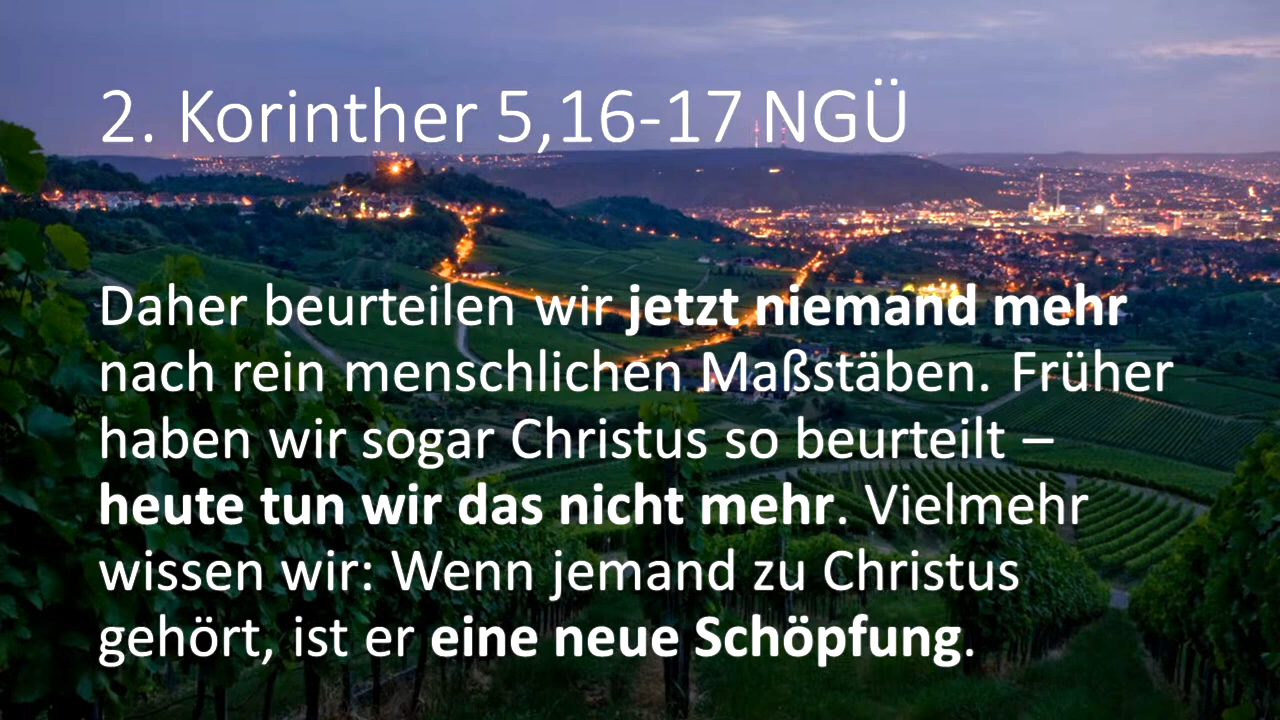 2. Korinther 5,16-17 NGÜ
Daher beurteilen wir jetzt niemand mehr
nach rein menschlichen Maßstäben. Früher
haben wir sogar Christus so beurteilt –
heute tun wir das nicht mehr. Vielmehr
wissen wir: Wenn jemand zu Christus
gehört, ist er eine neue Schöpfung.